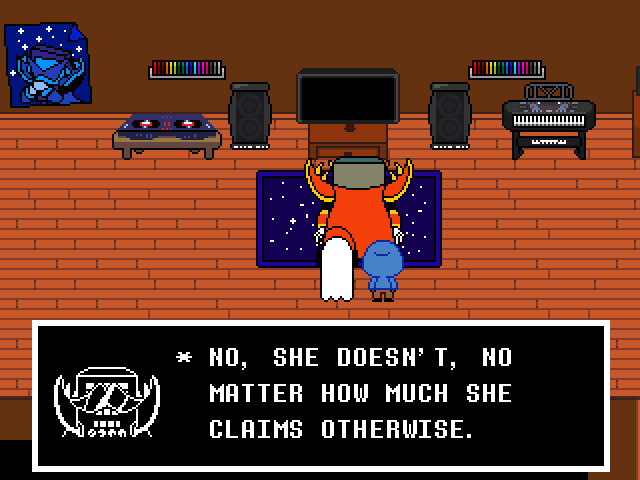 * NO, SHE DOESN'T, NO
MATTER HOW MUCH SHE
CLAIMS OTHERWISE.